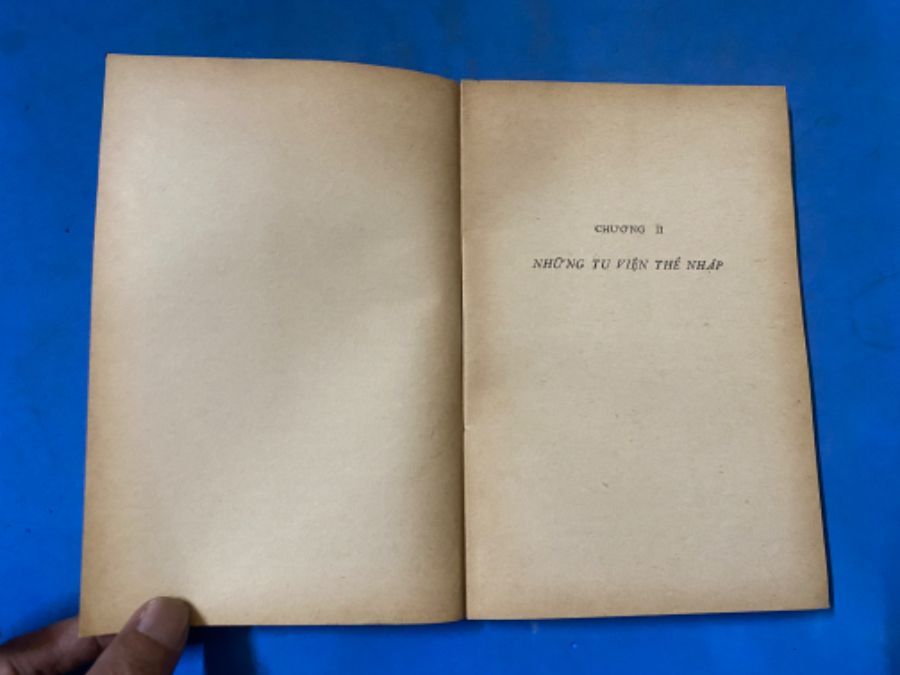 CHƯƠNG II
NHỮNG TU VIỆN THẾ NHẬP